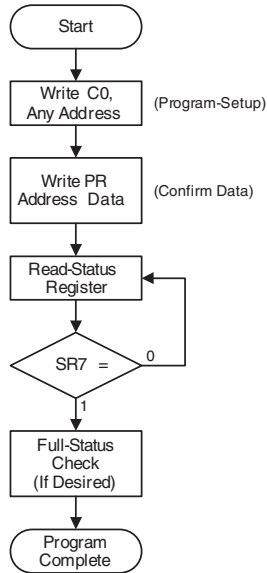 Start
Write C0,
Any Address
(Program-Setup)
Write PR
Address Data
(Confirm Data)
Read-Status
Register
SR7 =
0
1
Full-Status
Check
(If Desired)
Program
Complete